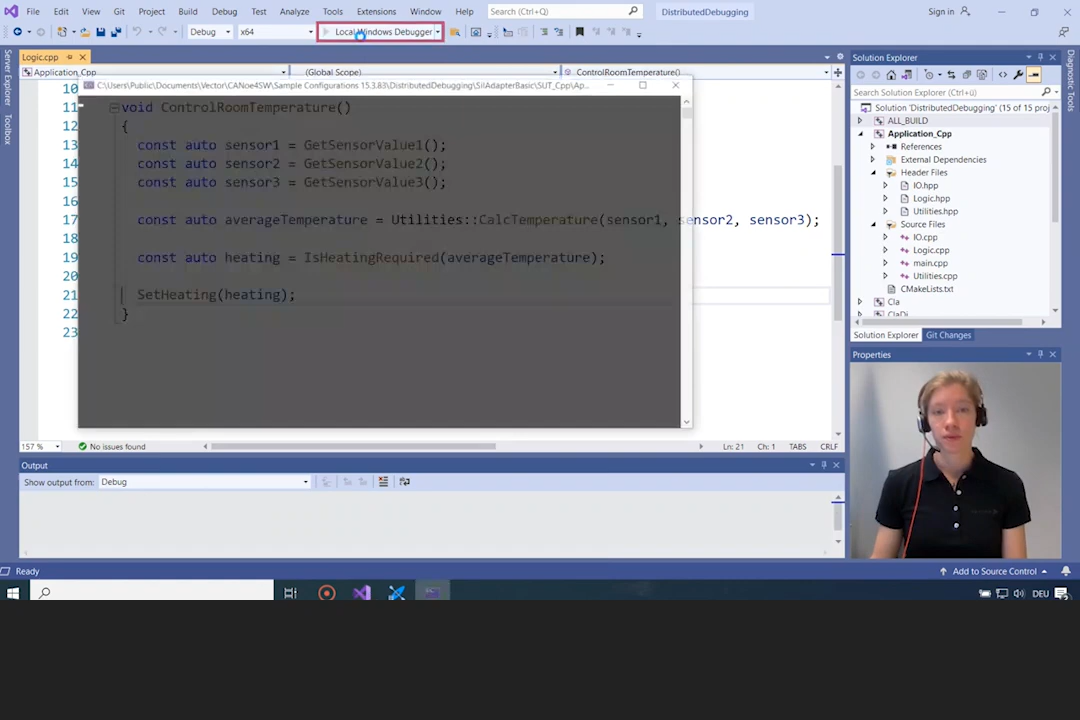 File Edit View Git Project Build Debug Test Analyze Tools Extensions Window Help Search (Ctrl+Q) DistributedDebugging Sign in
Debug x64 Local Windows Debugger
Logic.cpp
Application_Cpp (Global Scope) ControlRoomTemperature()
C:\Users\Public\Documents\Vector\CANoe4SW\Sample Configurations 15.3.83\DistributedDebugging\SilAdapterBasic\SUT_Cpp\Ap...
10
11 void ControlRoomTemperature()
12 {
13 const auto sensor1 = GetSensorValue1();
14 const auto sensor2 = GetSensorValue2();
15 const auto sensor3 = GetSensorValue3();
16
17 const auto averageTemperature = Utilities::CalcTemperature(sensor1, sensor2, sensor3);
18
19 const auto heating = IsHeatingRequired(averageTemperature);
20
21 SetHeating(heating);
22 }
23
157 % No issues found Ln: 21 Ch: 1 TABS CRLF
Output
Show output from: Debug
Server Explorer
Toolbox
Solution Explorer
Search Solution Explorer (Ctrl+ü)
Solution 'DistributedDebugging' (15 of 15 proj
ALL_BUILD
Application_Cpp
References
External Dependencies
Header Files
IO.hpp
Logic.hpp
Utilities.hpp
Source Files
IO.cpp
Logic.cpp
main.cpp
Utilities.cpp
CMakeLists.txt
Cla
ClaDi
Solution Explorer Git Changes
Properties
Diagnostic Tools
Ready Add to Source Control
DEU